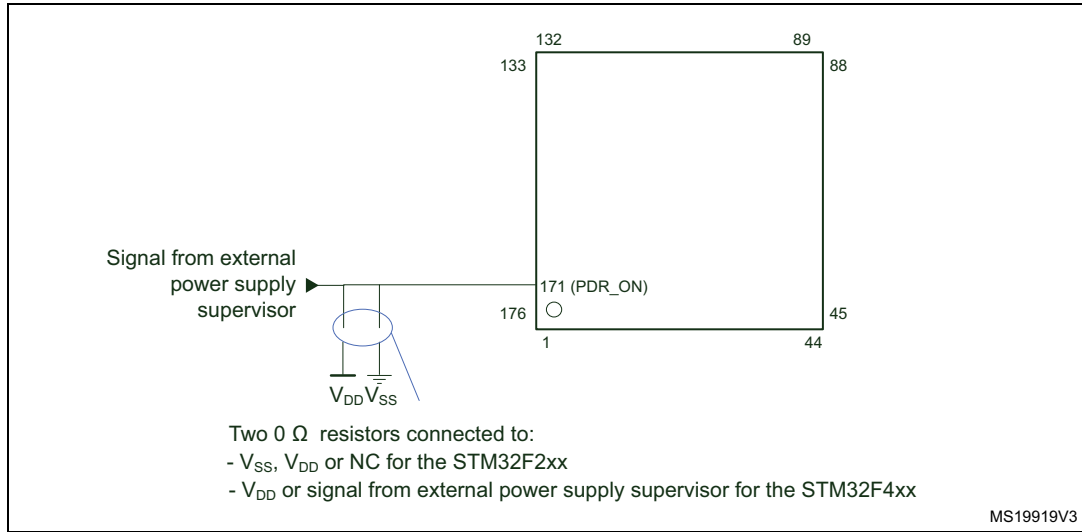 132
89
133
88
Signal from external
power supply
supervisor
171 (PDR_ON)
176
45
1
44
VDD VSS
Two 0 Ω resistors connected to:
- VSS, VDD or NC for the STM32F2xx
- VDD or signal from external power supply supervisor for the STM32F4xx
MS19919V3